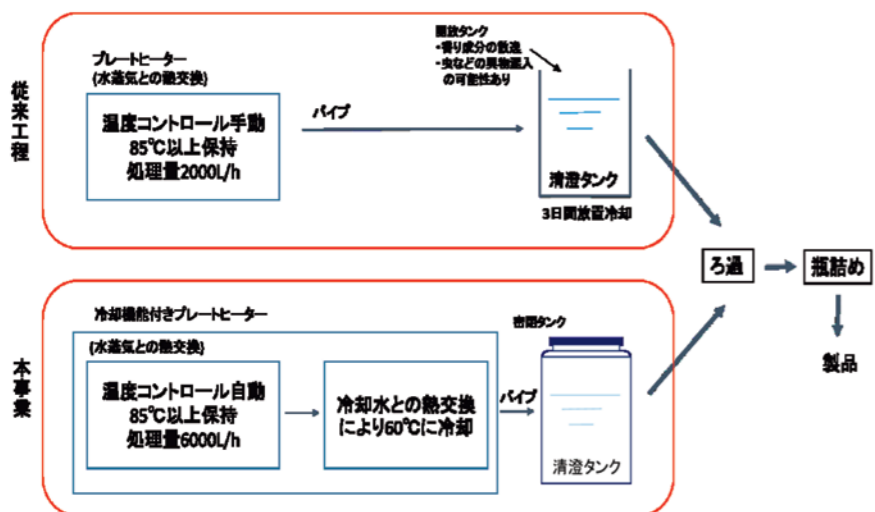 従来工程
プレートヒーター
(水蒸気との熱交換)
温度コントロール手動
85℃以上保持
処理量2000L/h
パイプ
開放タンク
・香り成分の散逸
・虫などの異物混入
の可能性あり
清澄タンク
3日間放置冷却
本事業
冷却機能付きプレートヒーター
(水蒸気との熱交換)
温度コントロール自動
85℃以上保持
処理量6000L/h
冷却水との熱交換
により60℃に冷却
パイプ
密閉タンク
清澄タンク
ろ過
瓶詰め
製品